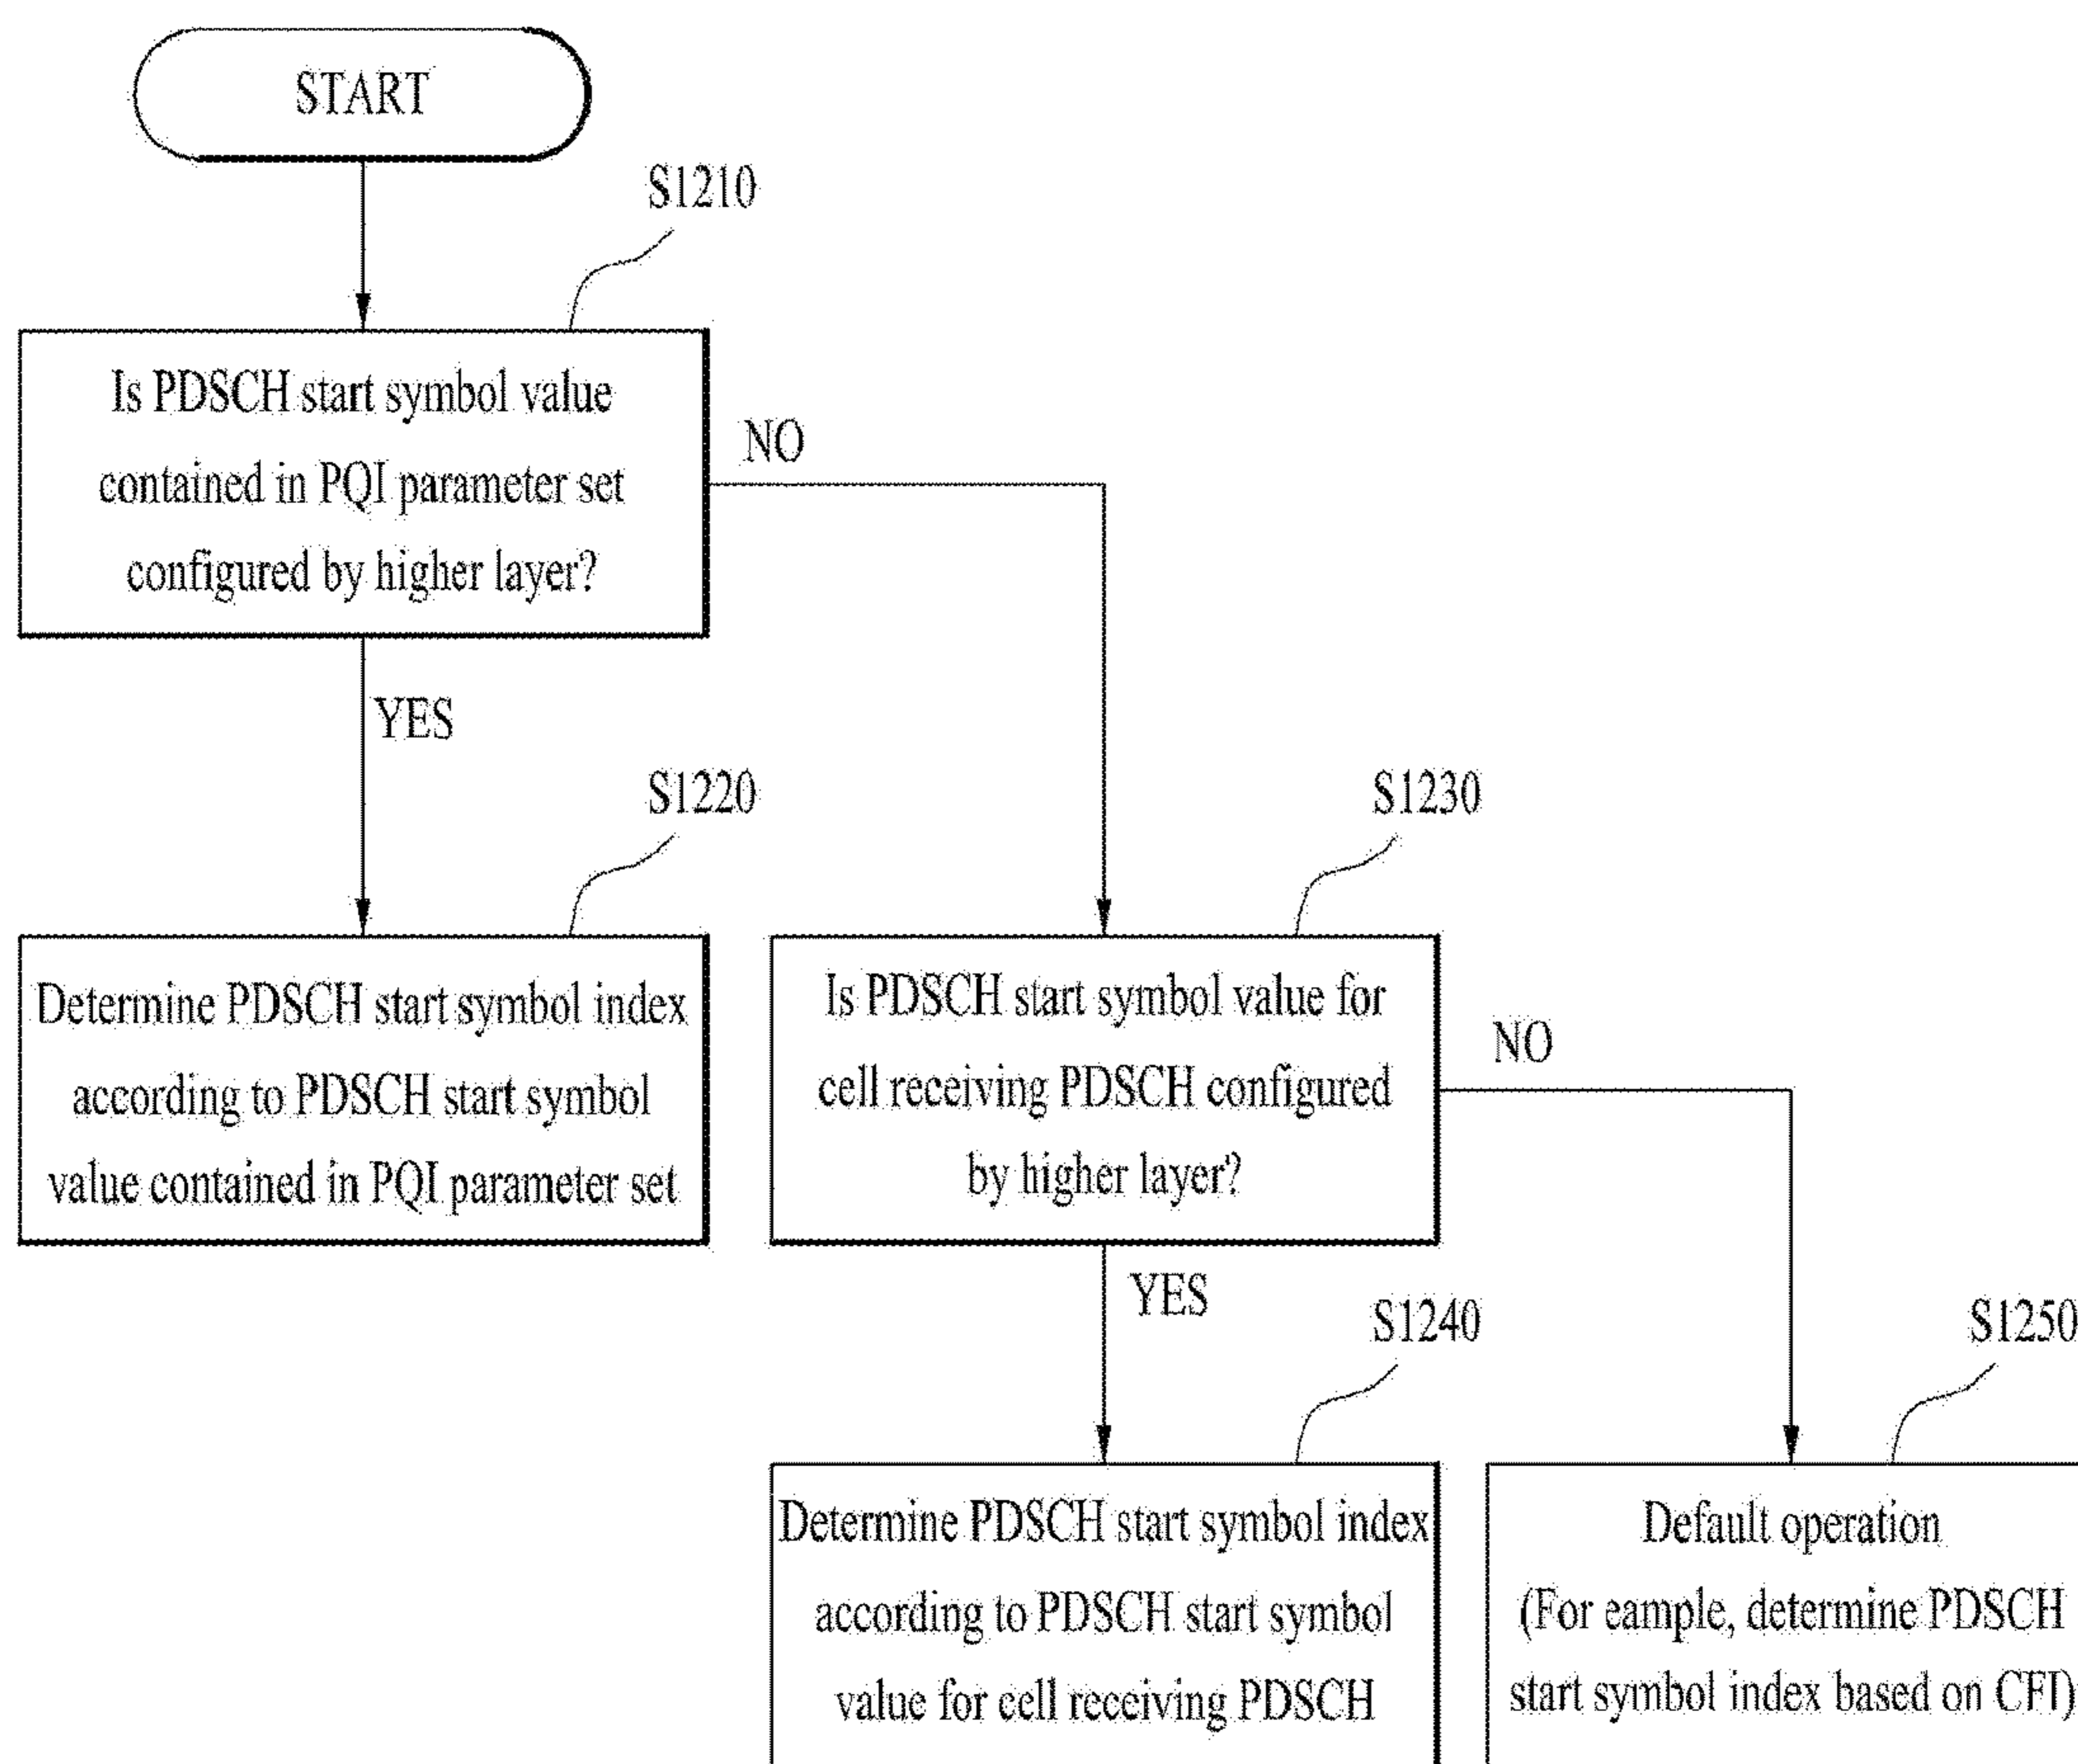 START
S1210
Is PDSCH start symbol value
contained in PQI parameter set
configured by higher layer?
NO
YES
S1220
S1230
Determine PDSCH start symbol index
according to PDSCH start symbol
value contained in PQI parameter set
Is PDSCH start symbol value for
cell receiving PDSCH configured
by higher layer?
NO
YES
S1240
S1250
Determine PDSCH start symbol index
according to PDSCH start symbol
value for cell receiving PDSCH
Default operation
(For eample, determine PDSCH
start symbol index based on CFI)